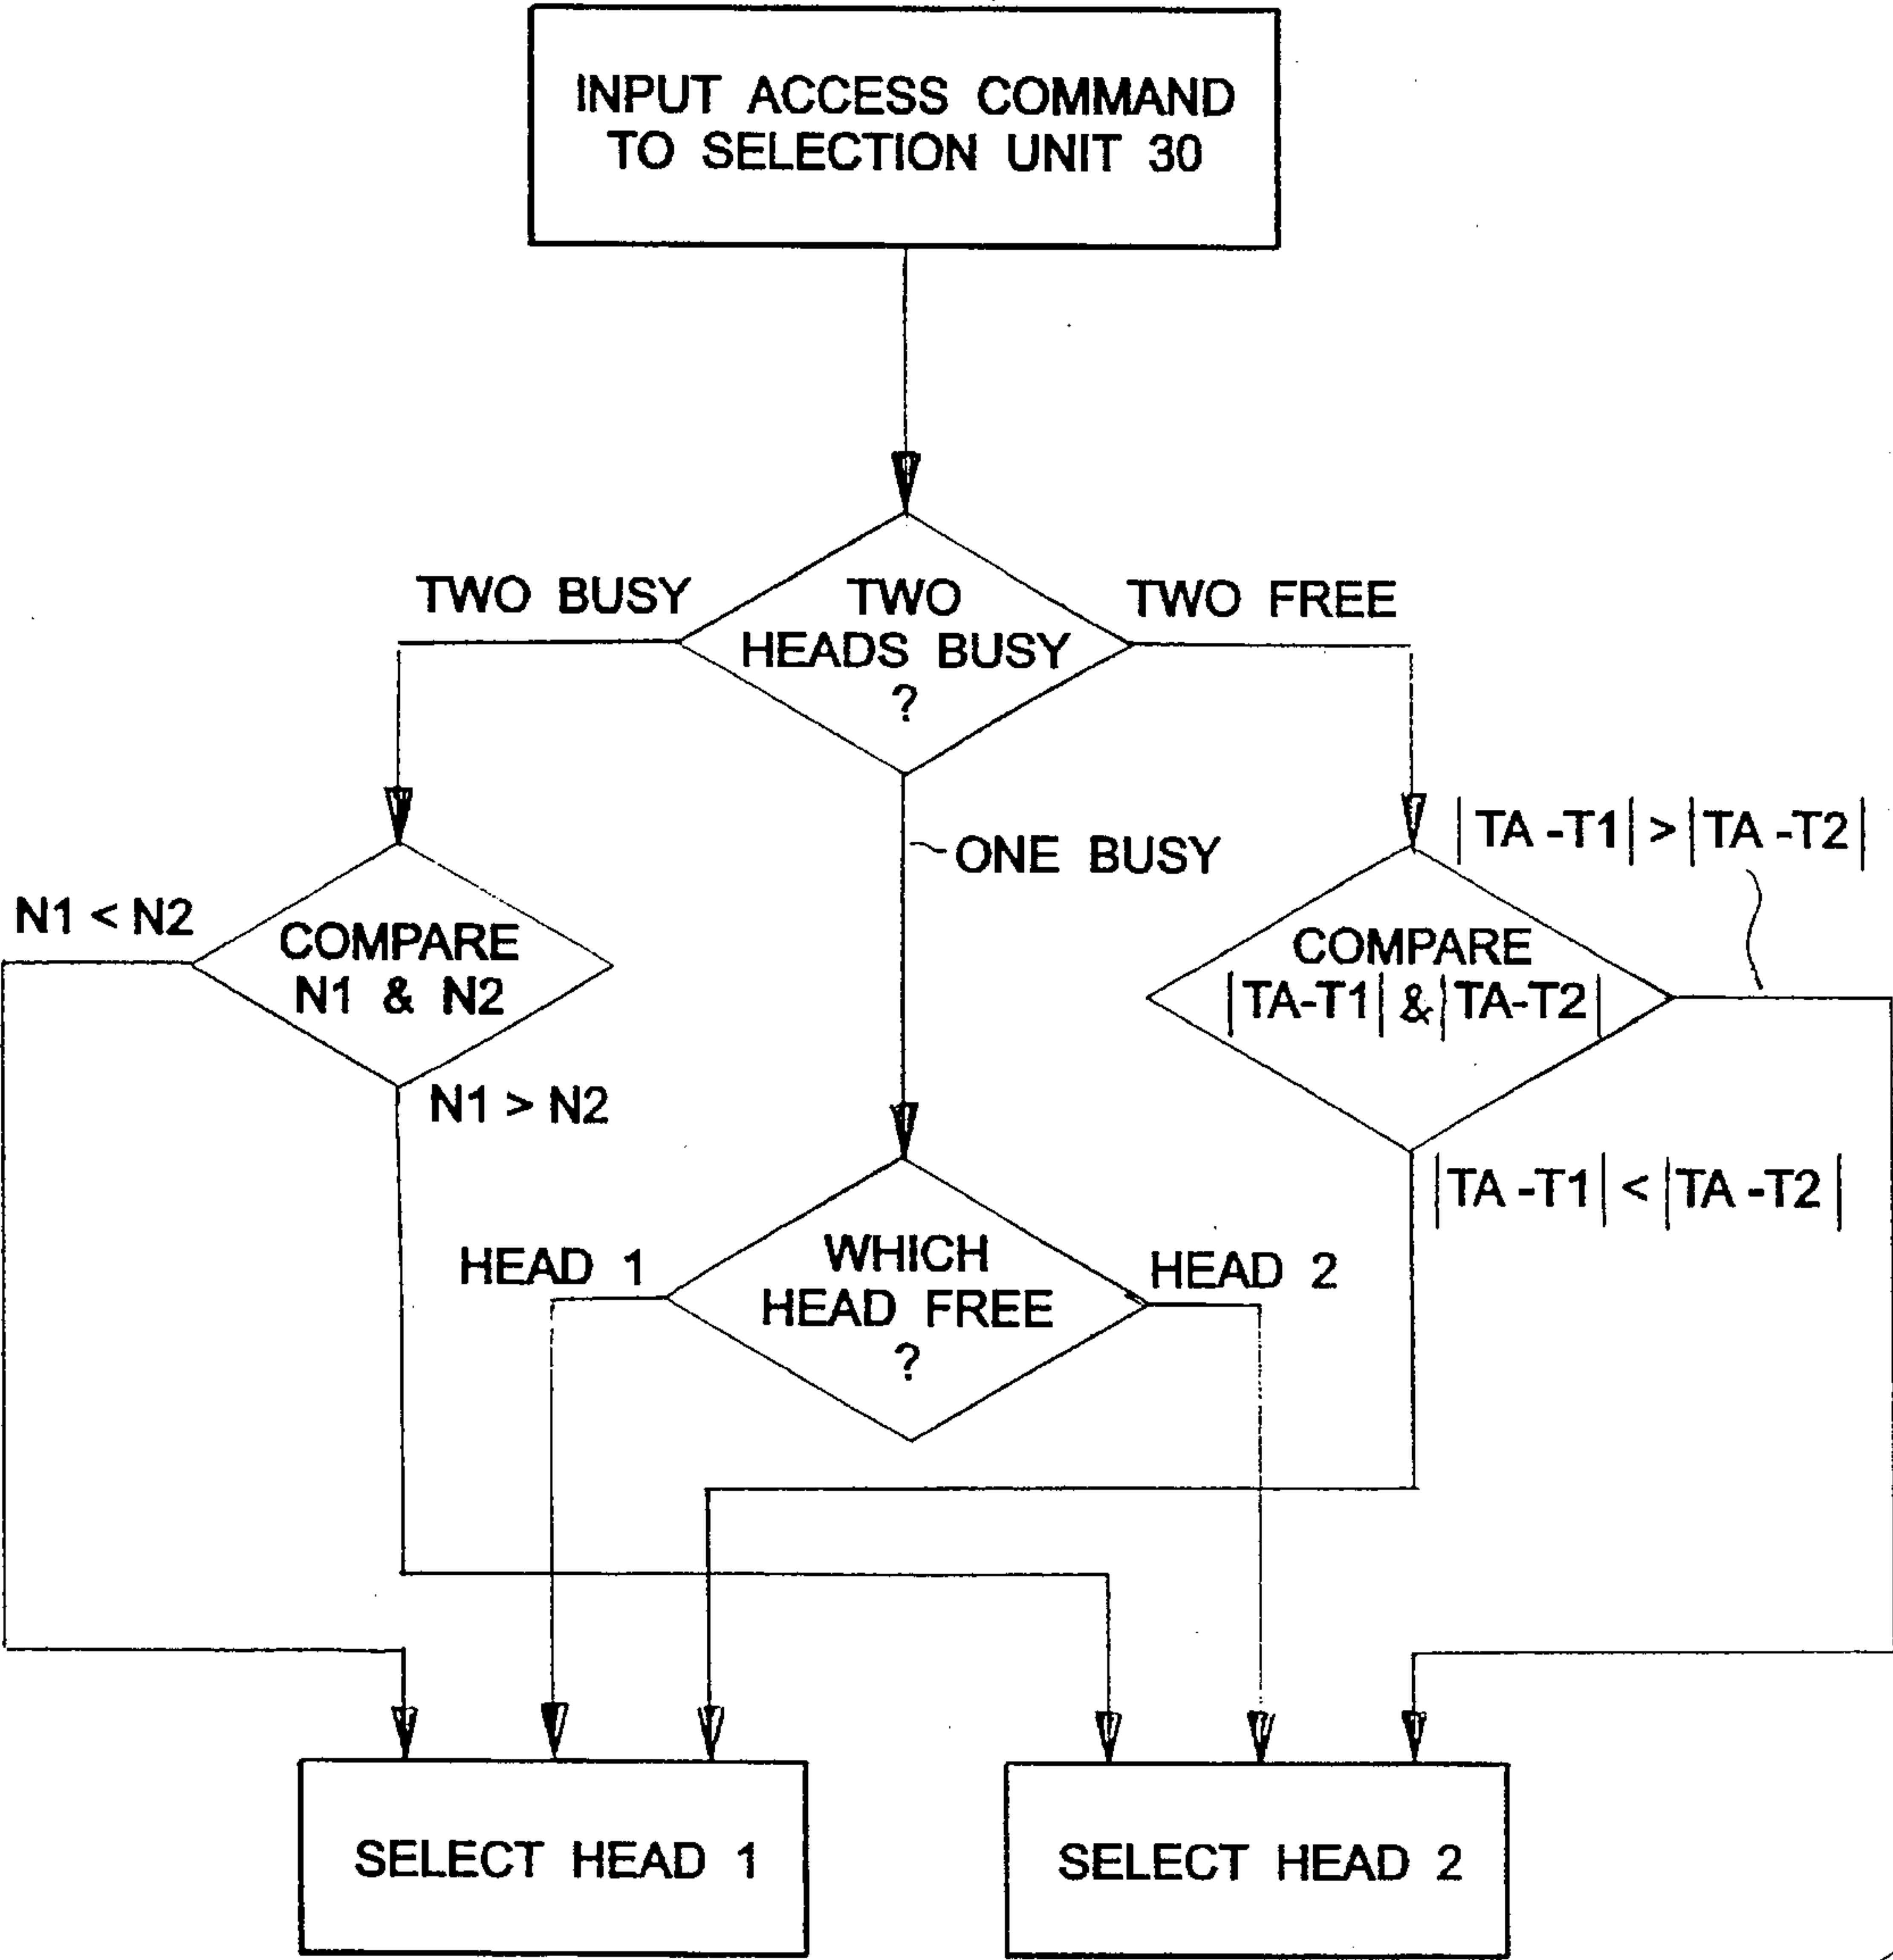 INPUT ACCESS COMMAND
TO SELECTION UNIT 30
TWO BUSY
TWO
HEADS BUSY
?
TWO FREE
ONE BUSY
|TA -T1| > |TA -T2|
N1 < N2
COMPARE
N1 & N2
COMPARE
|TA-T1| & |TA-T2|
N1 > N2
|TA -T1| < |TA -T2|
HEAD 1
WHICH
HEAD FREE
?
HEAD 2
SELECT HEAD 1
SELECT HEAD 2